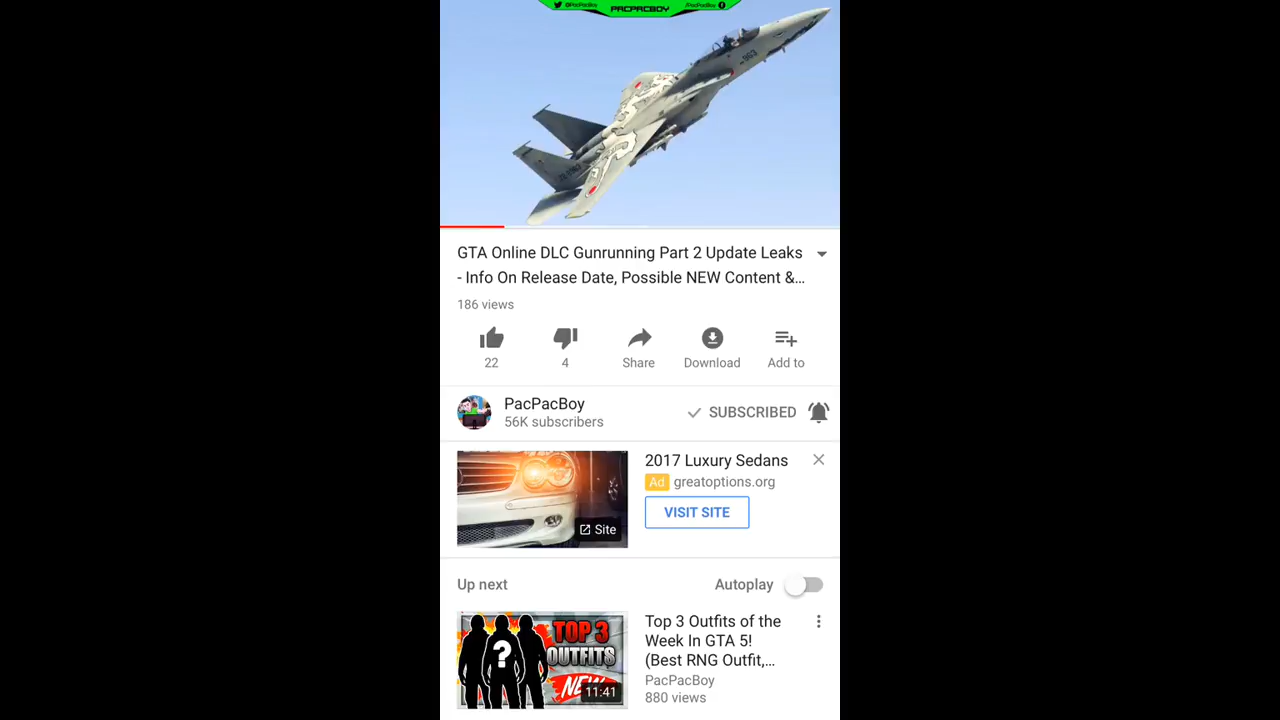 @PacPacBoy
PACPACBOY
/PacPacBoy
963
GTA Online DLC Gunrunning Part 2 Update Leaks
- Info On Release Date, Possible NEW Content &...
186 views
22
4
Share
Download
Add to
PacPacBoy
56K subscribers
SUBSCRIBED
2017 Luxury Sedans
Ad greatoptions.org
VISIT SITE
Site
Up next
Autoplay
TOP 3
OUTFITS
?
NEW
11:41
Top 3 Outfits of the
Week In GTA 5!
(Best RNG Outfit,...
PacPacBoy
880 views